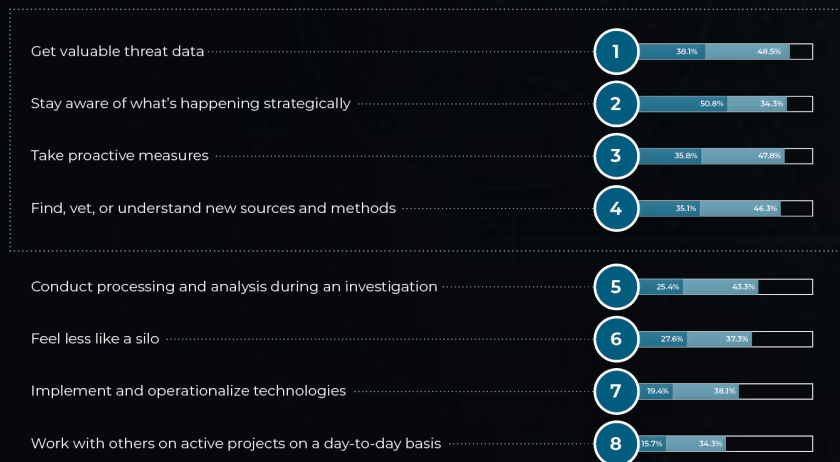 Get valuable threat data 1 38.1% 48.5%
Stay aware of what's happening strategically 2 50.8% 34.3%
Take proactive measures 3 35.8% 47.8%
Find, vet, or understand new sources and methods 4 35.1% 46.3%
Conduct processing and analysis during an investigation 5 25.4% 43.3%
Feel less like a silo 6 27.6% 37.3%
Implement and operationalize technologies 7 19.4% 38.1%
Work with others on active projects on a day-to-day basis 8 15.7% 34.3%